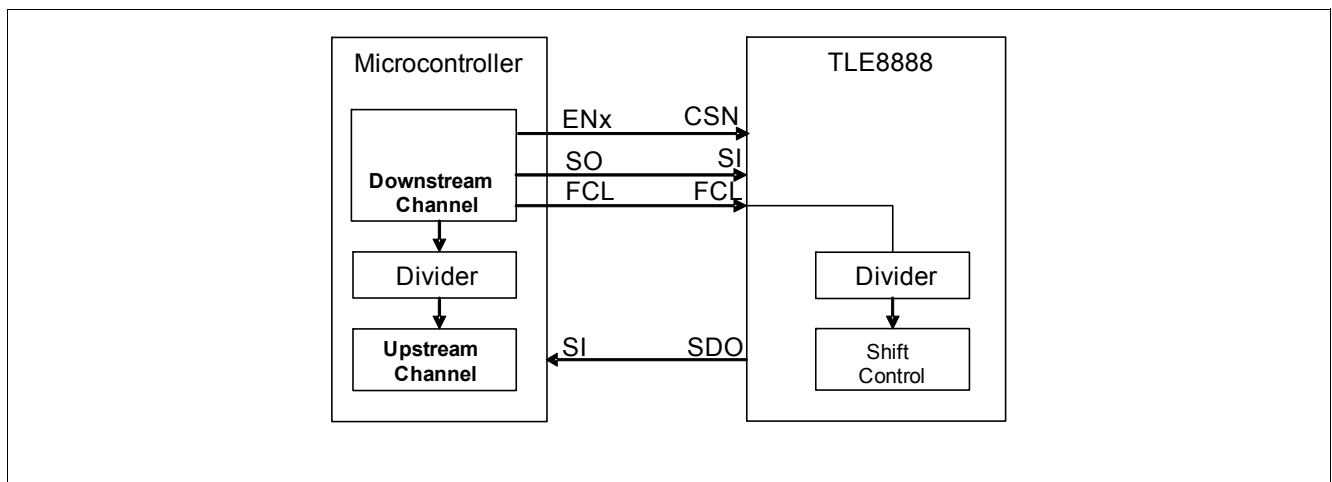 Microcontroller
TLE8888
ENx CSN
SO SI
FCL FCL
Downstream
Channel
Divider
Divider
Upstream
Channel
SI SDO
Shift
Control